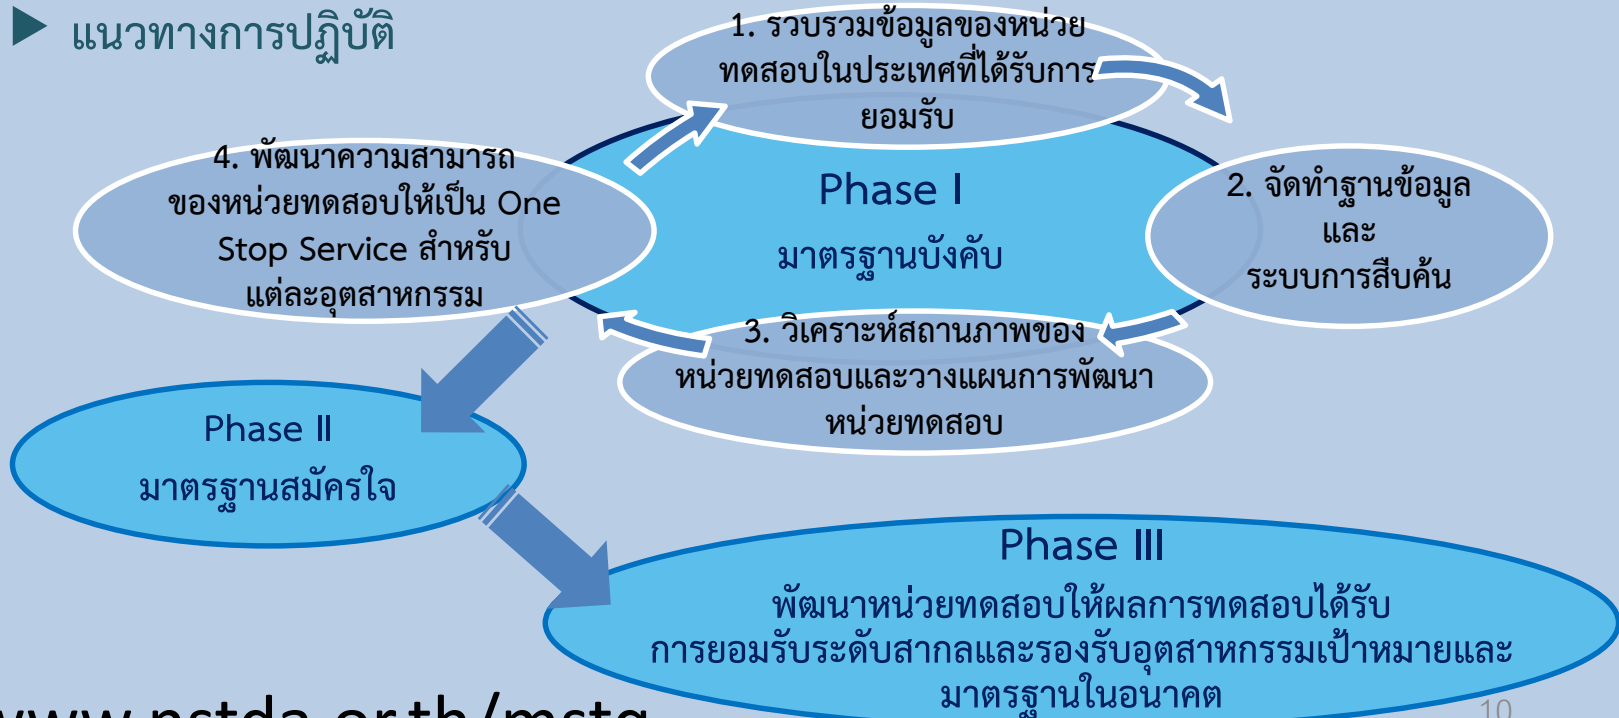 แนวทางการปฏิบัติ
1. รวบรวมข้อมูลของหน่วย
ทดสอบในประเทศที่ได้รับการ
ยอมรับ
4. พัฒนาความสามารถ
ของหน่วยทดสอบให้เป็น One
Stop Service สำหรับ
แต่ละอุตสาหกรรม
Phase I
มาตรฐานบังคับ
2. จัดทำฐานข้อมูล
และ
ระบบการสืบค้น
3. วิเคราะห์สถานภาพของ
หน่วยทดสอบและวางแผนการพัฒนา
หน่วยทดสอบ
Phase II
มาตรฐานสมัครใจ
Phase III
พัฒนาหน่วยทดสอบให้ผลการทดสอบได้รับ
การยอมรับระดับสากลและรองรับอุตสาหกรรมเป้าหมายและ
มาตรฐานในอนาคต
www.nstda.or.th/mstq
10